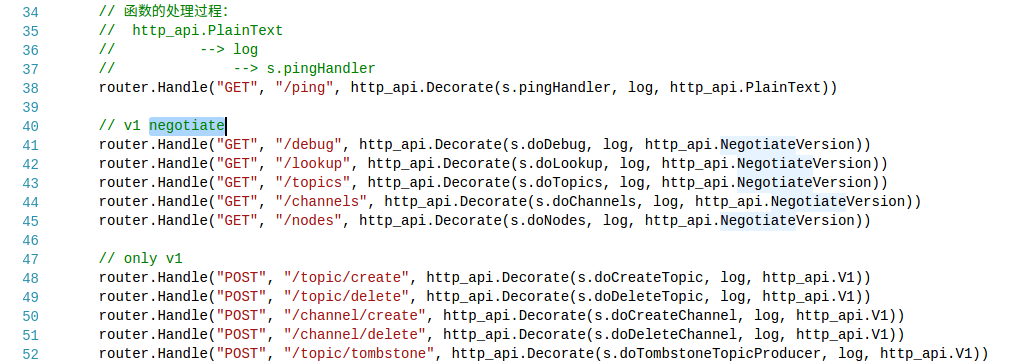 34 // 函数的处理过程:
35 //  http_api.PlainText
36 //          --> log
37 //              --> s.pingHandler
38 router.Handle("GET", "/ping", http_api.Decorate(s.pingHandler, log, http_api.PlainText))
39
40 // v1 negotiate
41 router.Handle("GET", "/debug", http_api.Decorate(s.doDebug, log, http_api.NegotiateVersion))
42 router.Handle("GET", "/lookup", http_api.Decorate(s.doLookup, log, http_api.NegotiateVersion))
43 router.Handle("GET", "/topics", http_api.Decorate(s.doTopics, log, http_api.NegotiateVersion))
44 router.Handle("GET", "/channels", http_api.Decorate(s.doChannels, log, http_api.NegotiateVersion))
45 router.Handle("GET", "/nodes", http_api.Decorate(s.doNodes, log, http_api.NegotiateVersion))
46
47 // only v1
48 router.Handle("POST", "/topic/create", http_api.Decorate(s.doCreateTopic, log, http_api.V1))
49 router.Handle("POST", "/topic/delete", http_api.Decorate(s.doDeleteTopic, log, http_api.V1))
50 router.Handle("POST", "/channel/create", http_api.Decorate(s.doCreateChannel, log, http_api.V1))
51 router.Handle("POST", "/channel/delete", http_api.Decorate(s.doDeleteChannel, log, http_api.V1))
52 router.Handle("POST", "/topic/tombstone", http_api.Decorate(s.doTombstoneTopicProducer, log, http_api.V1))